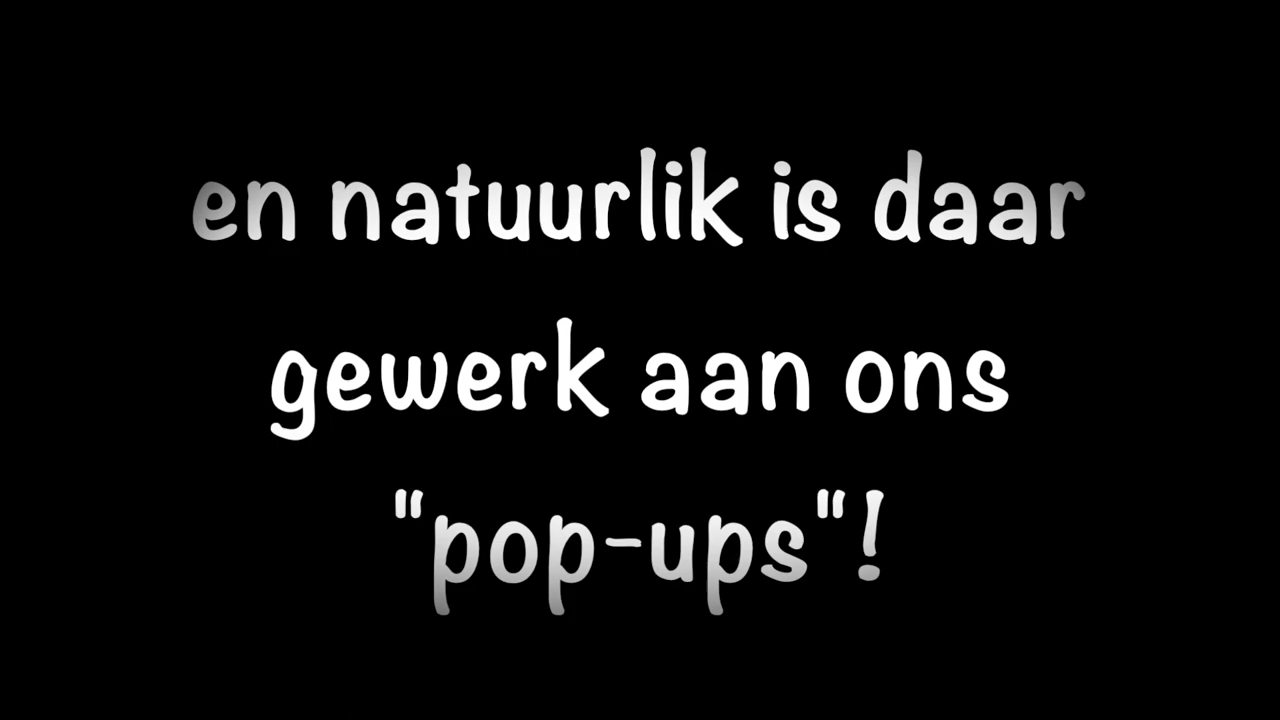 en natuurlik is daar
gewerk aan ons
"pop-ups"!